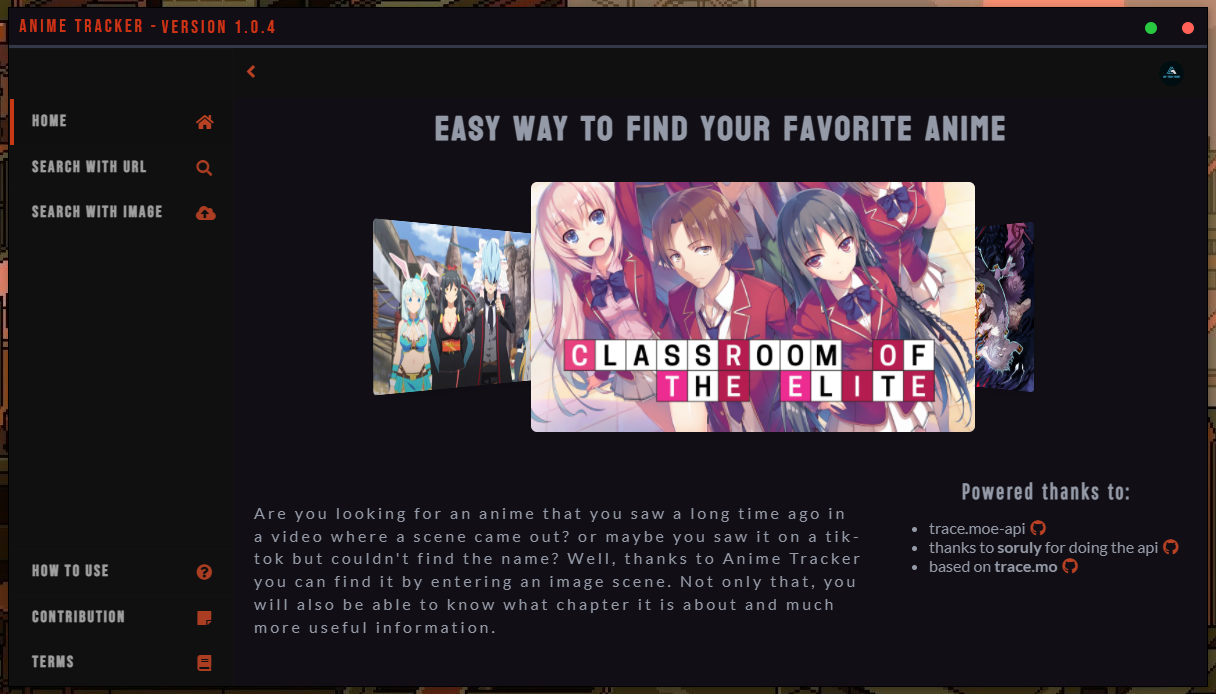 ANIME TRACKER - VERSION 1.0.4
HOME
SEARCH WITH URL
SEARCH WITH IMAGE
HOW TO USE
CONTRIBUTION
TERMS
EASY WAY TO FIND YOUR FAVORITE ANIME
CLASSROOM OF
THE ELITE
Are you looking for an anime that you saw a long time ago in
a video where a scene came out? or maybe you saw it on a tik-
tok but couldn't find the name? Well, thanks to Anime Tracker
you can find it by entering an image scene. Not only that, you
will also be able to know what chapter it is about and much
more useful information.
Powered thanks to:
• trace.moe-api
• thanks to soruly for doing the api
• based on trace.mo